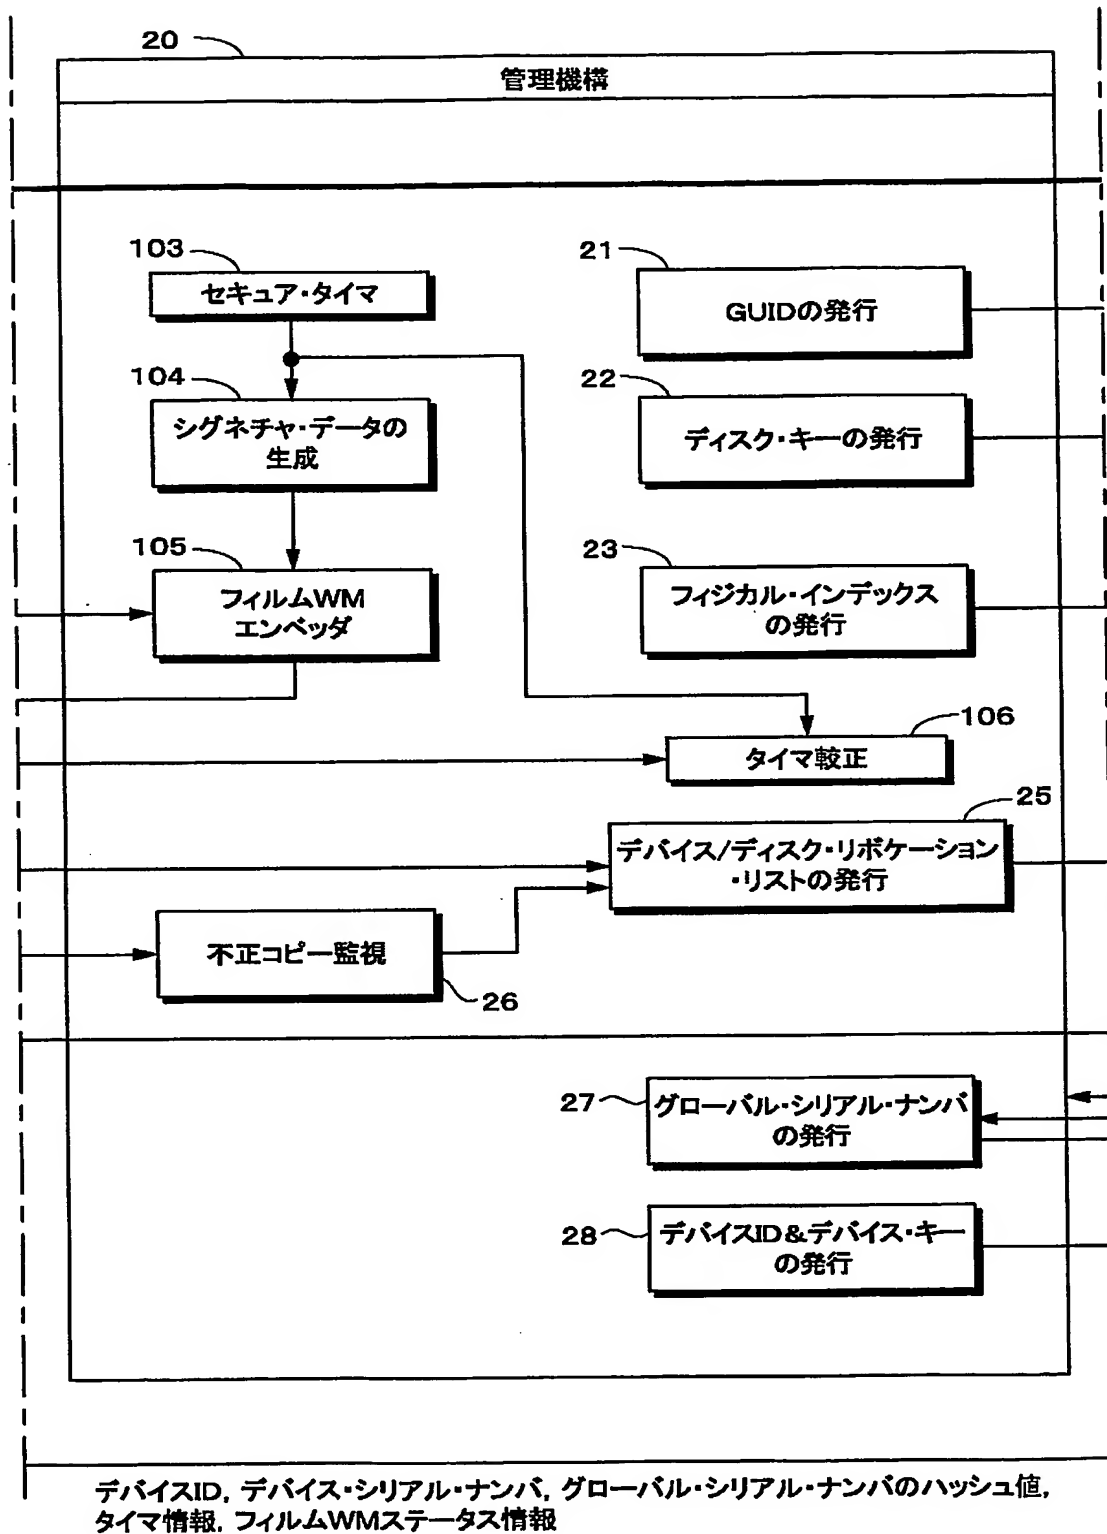 20
管理機構
103
セキュア・タイマ
21
GUIDの発行
104
シグネチャ・データの
生成
22
ディスク・キーの発行
105
フィルムWM
エンベッダ
23
フィジカル・インデックス
の発行
106
タイマ較正
25
デバイス/ディスク・リボケーション
・リストの発行
不正コピー監視
26
27
グローバル・シリアル・ナンバ
の発行
28
デバイスID&デバイス・キー
の発行
デバイスID, デバイス・シリアル・ナンバ, グローバル・シリアル・ナンバのハッシュ値,
タイマ情報, フィルムWMステータス情報